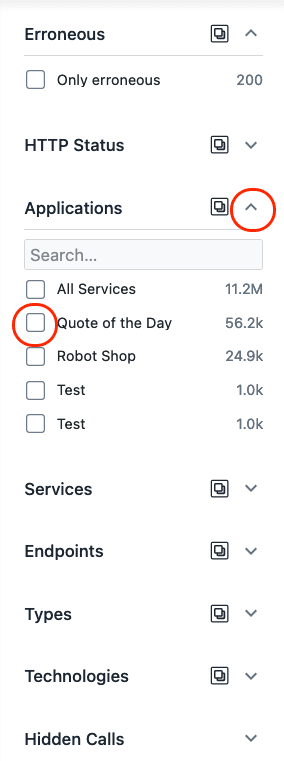 Erroneous
Only erroneous 200
HTTP Status
Applications
Search...
All Services 11.2M
Quote of the Day 56.2k
Robot Shop 24.9k
Test 1.0k
Test 1.0k
Services
Endpoints
Types
Technologies
Hidden Calls